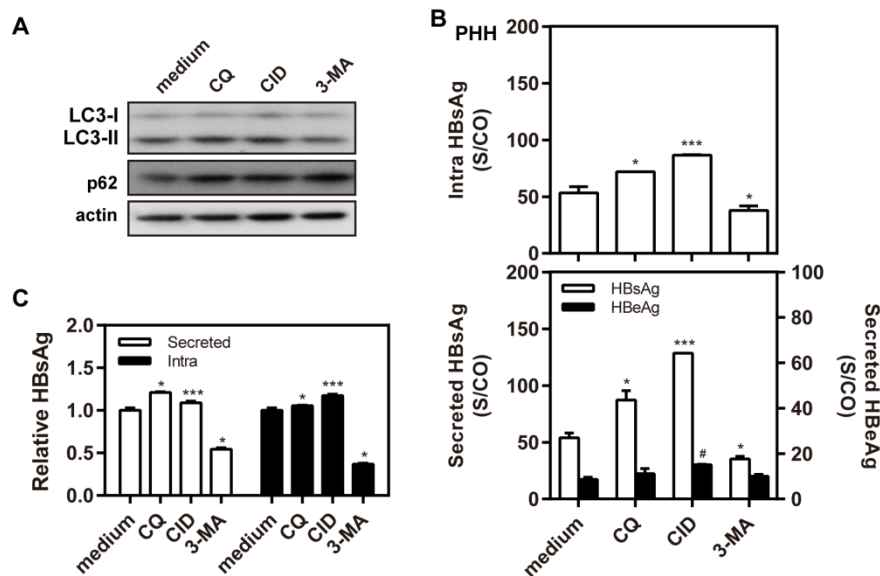 A
medium
CQ
CID
3-MA
LC3-I
LC3-II
p62
actin
B
PHH
Intra HBsAg
(S/CO)
200
150
100
50
0
*
***
*
Secreted HBsAg
(S/CO)
200
150
100
50
0
HBsAg
HBeAg
*
***
#
*
100
80
60
40
20
0
Secreted HBeAg
(S/CO)
medium
CQ
CID
3-MA
C
Relative HBsAg
2.0
1.5
1.0
0.5
0.0
Secreted
Intra
*
***
*
*
***
*
medium
CQ
CID
3-MA
medium
CQ
CID
3-MA